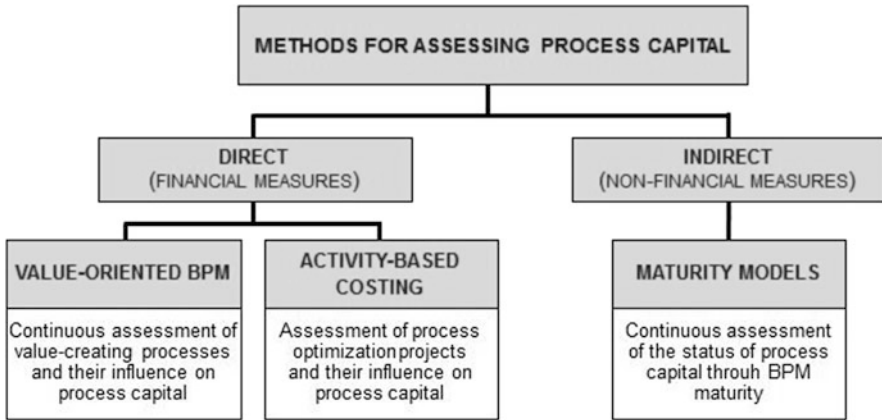 METHODS FOR ASSESSING PROCESS CAPITAL
DIRECT
(FINANCIAL MEASURES)
INDIRECT
(NON-FINANCIAL MEASURES)
VALUE-ORIENTED BPM
Continuous assessment of
value-creating processes
and their influence on
process capital
ACTIVITY-BASED
COSTING
Assessment of process
optimization projects
and their influence on
process capital
MATURITY MODELS
Continuous assessment
of the status of process
capital thruoh BPM
maturity